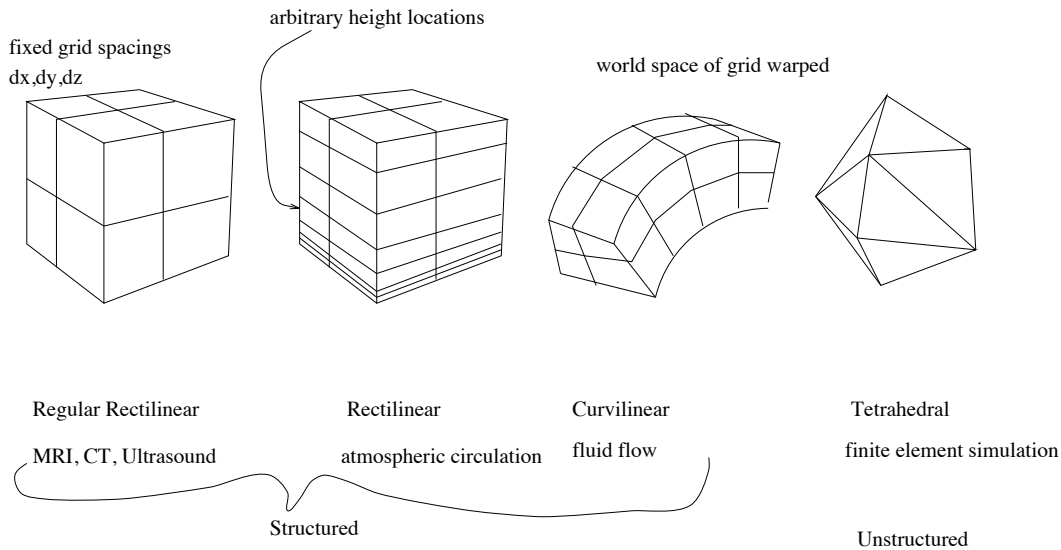 arbitrary height locations
fixed grid spacings
dx,dy,dz
world space of grid warped
Regular Rectilinear
Rectilinear
Curvilinear
Tetrahedral
MRI, CT, Ultrasound
atmospheric circulation
fluid flow
finite element simulation
Structured
Unstructured